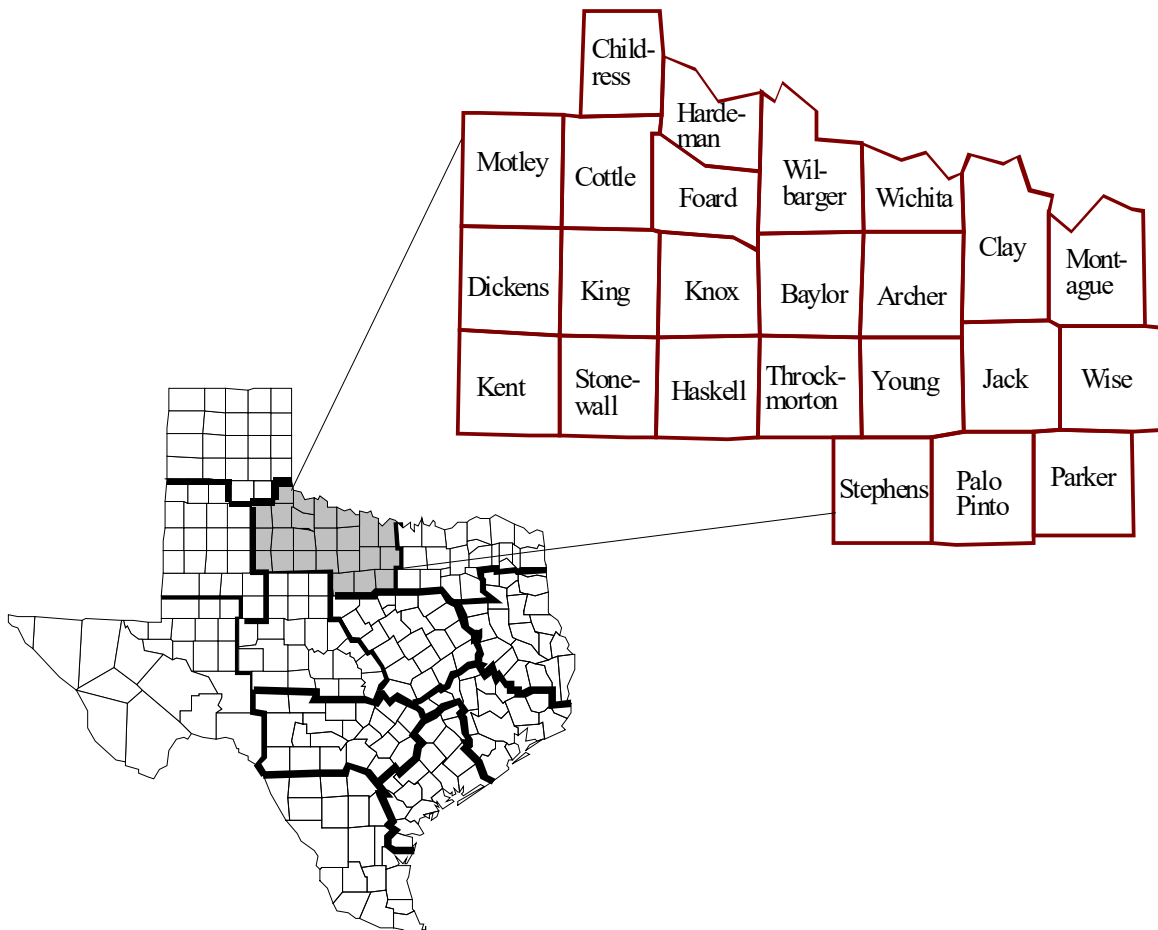 Child-
ress
Harde-
man
Motley
Cottle
Foard
Wil-
barger
Wichita
Clay
Mont-
ague
Dickens
King
Knox
Baylor
Archer
Kent
Stone-
wall
Haskell
Throck-
morton
Young
Jack
Wise
Stephens
Palo
Pinto
Parker